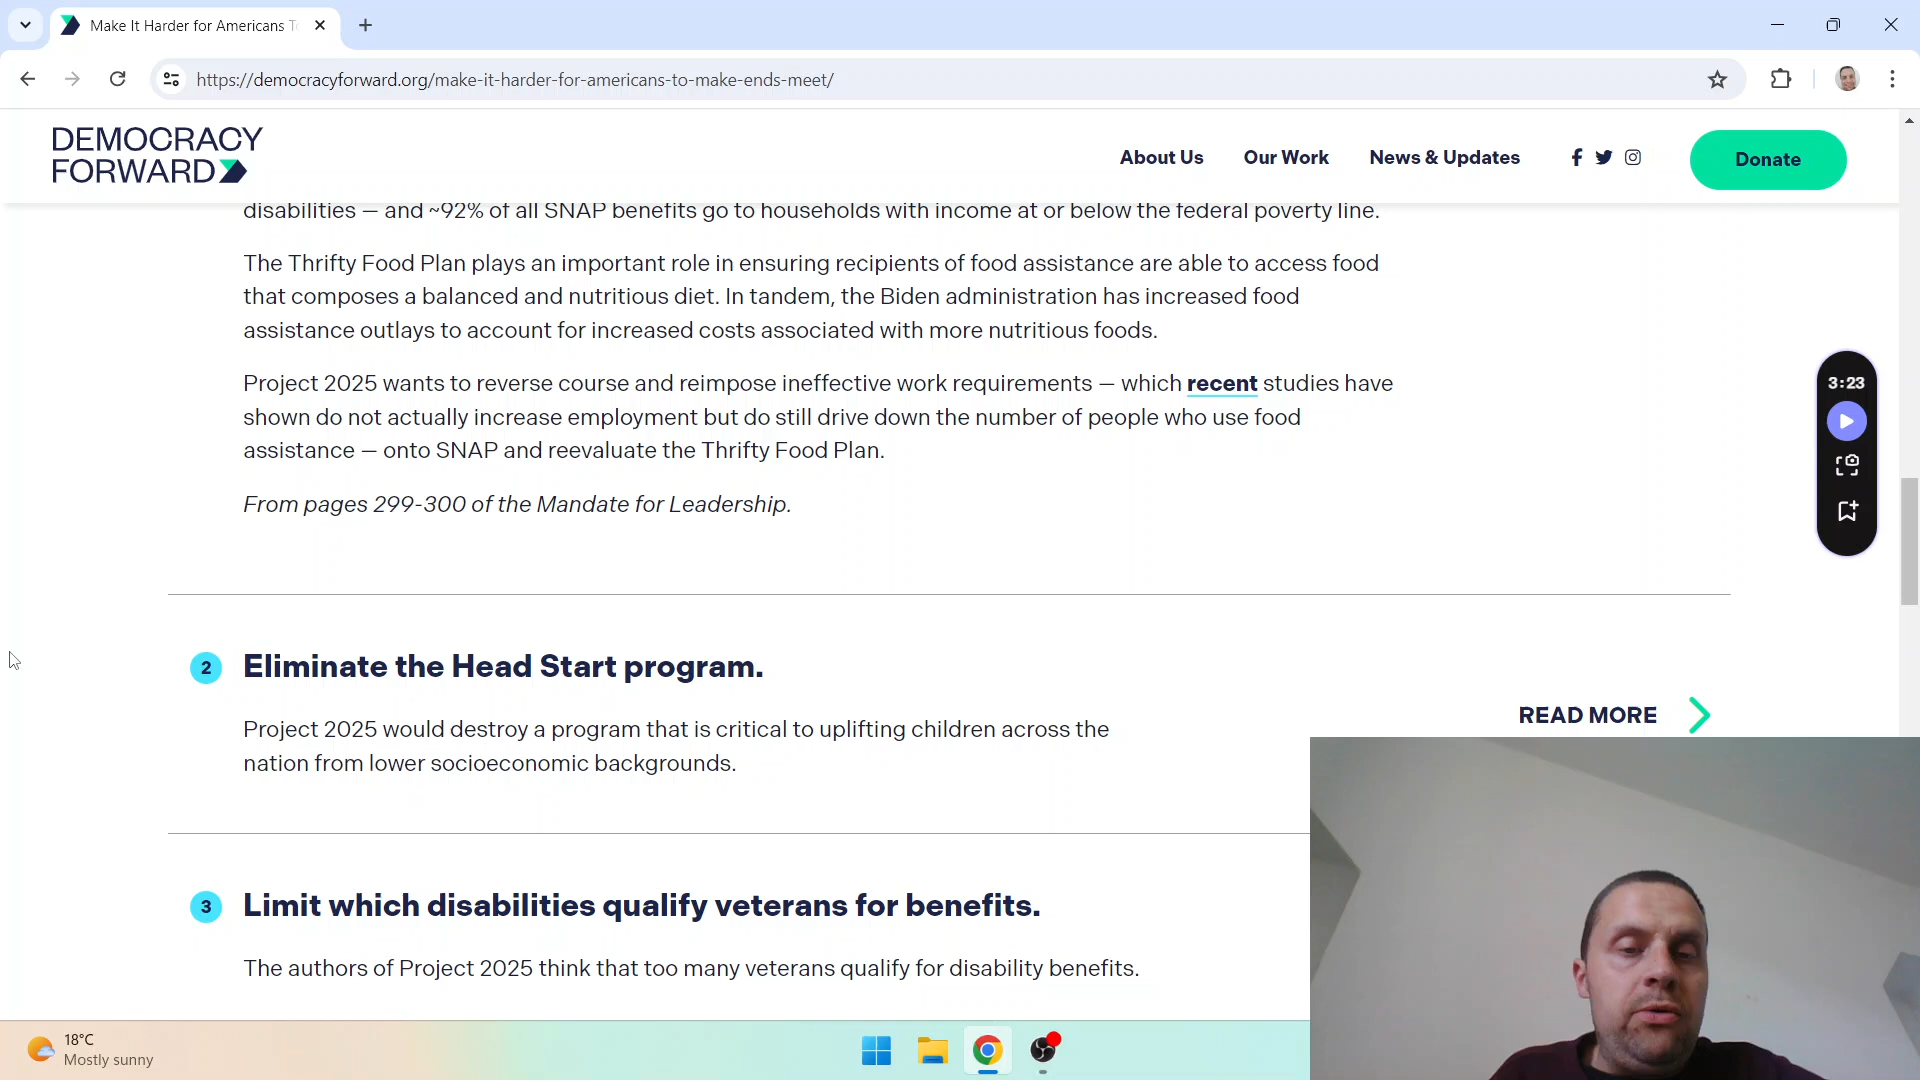 Make It Harder for Americans
https://democracyforward.org/make-it-harder-for-americans-to-make-ends-meet/
DEMOCRACY
FORWARD
About Us
Our Work
News & Updates
Donate
disabilities — and ~92% of all SNAP benefits go to households with income at or below the federal poverty line.
The Thrifty Food Plan plays an important role in ensuring recipients of food assistance are able to access food
that composes a balanced and nutritious diet. In tandem, the Biden administration has increased food
assistance outlays to account for increased costs associated with more nutritious foods.
3:23
Project 2025 wants to reverse course and reimpose ineffective work requirements — which recent studies have
shown do not actually increase employment but do still drive down the number of people who use food
assistance — onto SNAP and reevaluate the Thrifty Food Plan.
From pages 299-300 of the Mandate for Leadership.
2
Eliminate the Head Start program.
Project 2025 would destroy a program that is critical to uplifting children across the
nation from lower socioeconomic backgrounds.
READ MORE
3
Limit which disabilities qualify veterans for benefits.
The authors of Project 2025 think that too many veterans qualify for disability benefits.
18°C
Mostly sunny